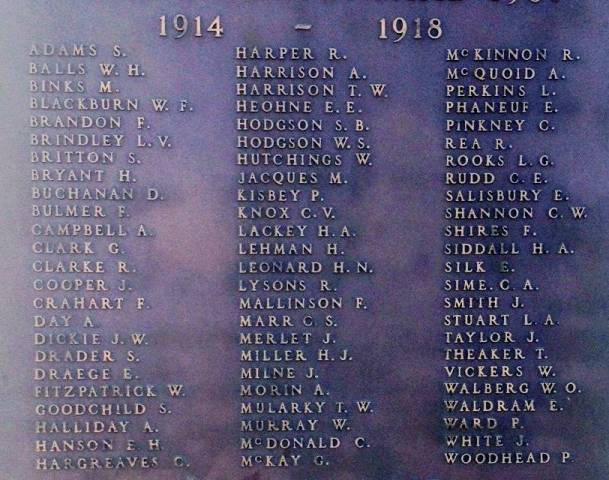 1914 – 1918
ADAMS S.
BALLS W. H.
BINKS M.
BLACKBURN W. F.
BRANDON F.
BRINDLEY L. V.
BRITTON S.
BRYANT H.
BUCHANAN D.
BULMER F.
CAMPBELL A.
CLARK G.
CLARKE R.
COOPER J.
CRAHART F.
DAY A.
DICKIE J. W.
DRADER S.
DRAEGE E.
FITZPATRICK W.
GOODCHILD S.
HALLIDAY A.
HANSON E. H.
HARGREAVES C.
HARPER R.
HARRISON A.
HARRISON T. W.
HEOHNE E. E.
HODGSON S. B.
HODGSON W. S.
HUTCHINGS W.
JACQUES M.
KISBEY P.
KNOX C. V.
LACKEY H. A.
LEHMAN H.
LEONARD H. N.
LYSONS R.
MALLINSON F.
MARR C. S.
MERLET J.
MILLER H. J.
MILNE J.
MORIN A.
MULARKY T. W.
MURRAY W.
McDONALD C.
McKAY G.
McKINNON R.
McQUOID A.
PERKINS L.
PHANEUF E.
PINKNEY C.
REA R.
ROOKS L. G.
RUDD C. E.
SALISBURY E.
SHANNON C. W.
SHIRES F.
SIDDALL H. A.
SILK E.
SIME. C. A.
SMITH J.
STUART L. A.
TAYLOR J.
THEAKER T.
VICKERS W.
WALBERG W. O.
WALDRAM E.
WARD F.
WHITE J.
WOODHEAD P.